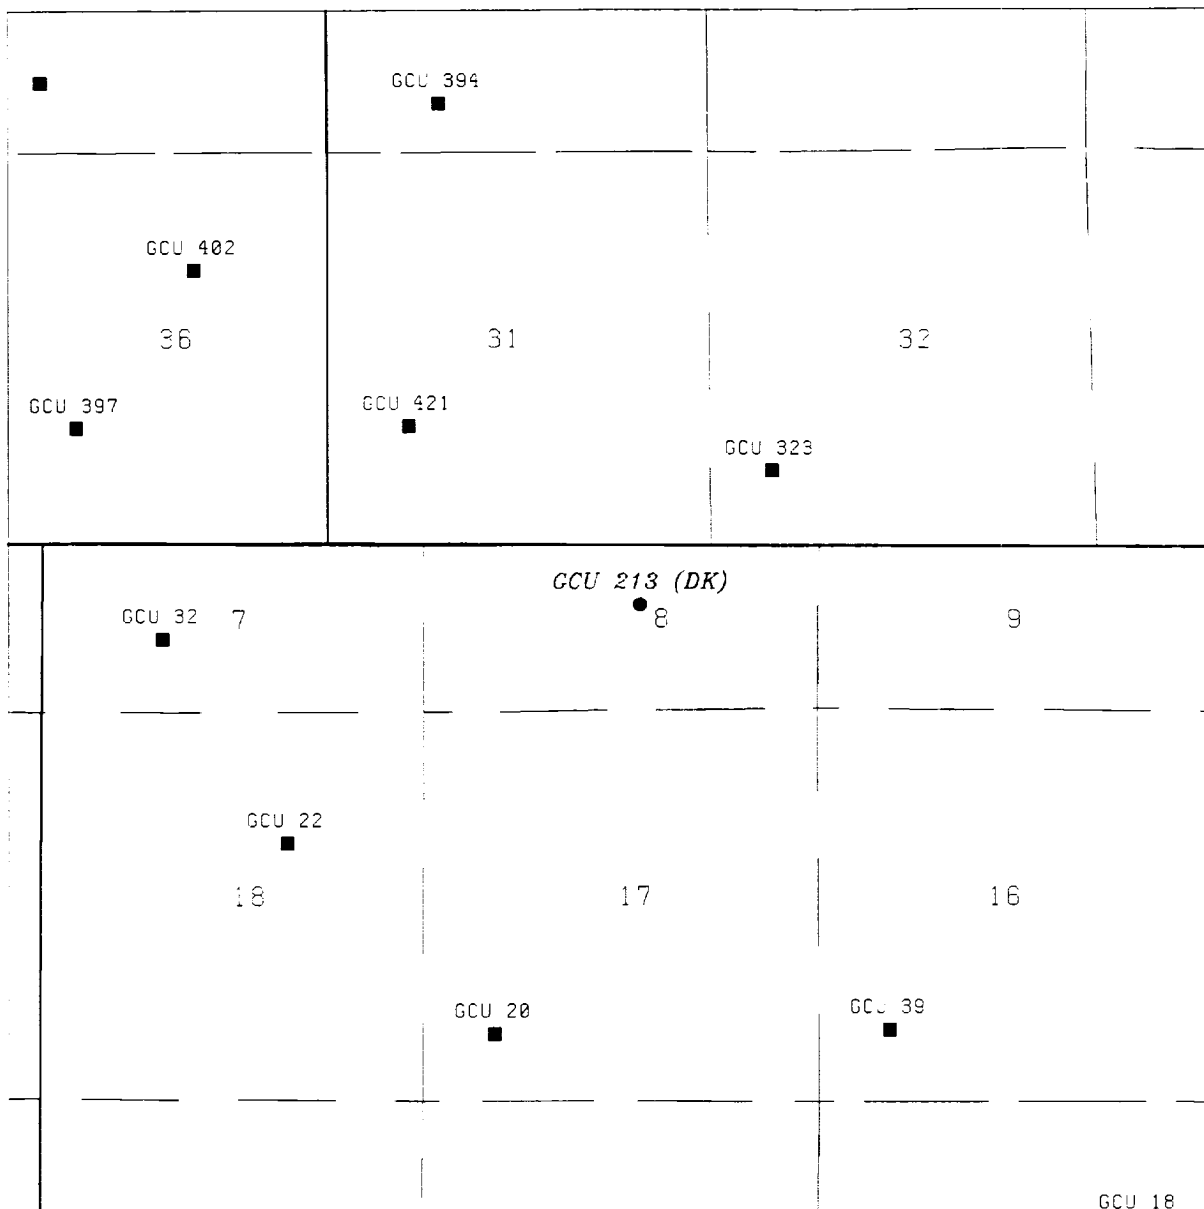 GCU 394
GCU 402
36
31
32
GCU 397
GCU 421
GCU 323
GCU 213 (DK)
GCU 32
7
8
9
GCU 22
18
17
16
GCU 20
GCU 39
GCU 18